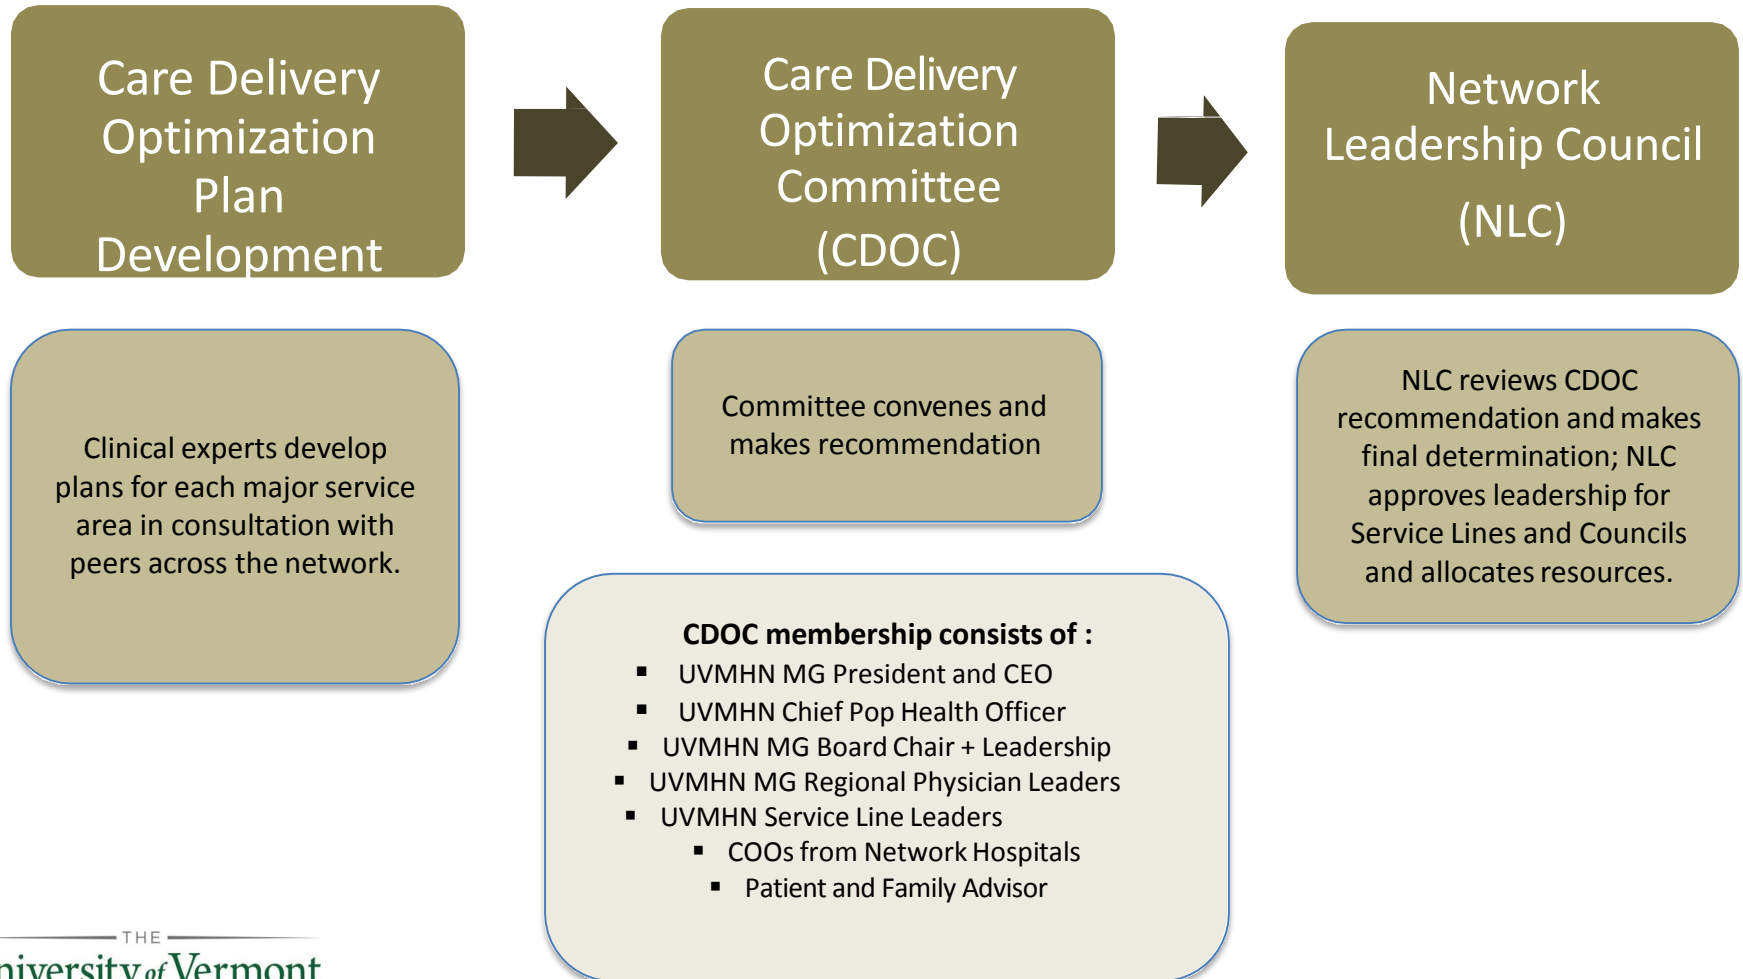 Care Delivery
Optimization
Plan
Development
Care Delivery
Optimization
Committee
(CDOC)
Network
Leadership Council
(NLC)
Clinical experts develop
plans for each major service
area in consultation with
peers across the network.
Committee convenes and
makes recommendation
NLC reviews CDOC
recommendation and makes
final determination; NLC
approves leadership for
Service Lines and Councils
and allocates resources.
CDOC membership consists of :
▪ UVMHN MG President and CEO
▪ UVMHN Chief Pop Health Officer
▪ UVMHN MG Board Chair + Leadership
▪ UVMHN MG Regional Physician Leaders
▪ UVMHN Service Line Leaders
▪ COOs from Network Hospitals
▪ Patient and Family Advisor
THE
niversity of Vermont